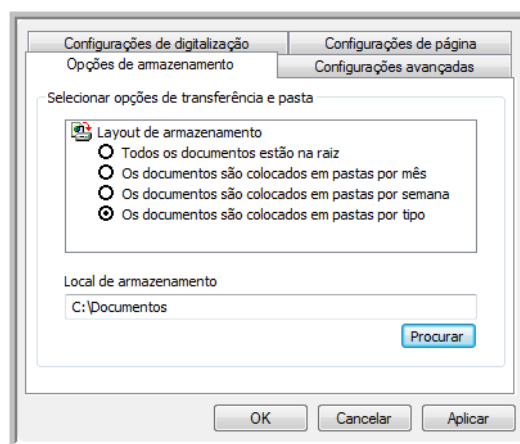 Configurações de digitalização
Configurações de página
Opções de armazenamento
Configurações avançadas
Selecionar opções de transferência e pasta
Layout de armazenamento
Todos os documentos estão na raiz
Os documentos são colocados em pastas por mês
Os documentos são colocados em pastas por semana
Os documentos são colocados em pastas por tipo
Local de armazenamento
C:\Documentos
Procurar
OK
Cancelar
Aplicar